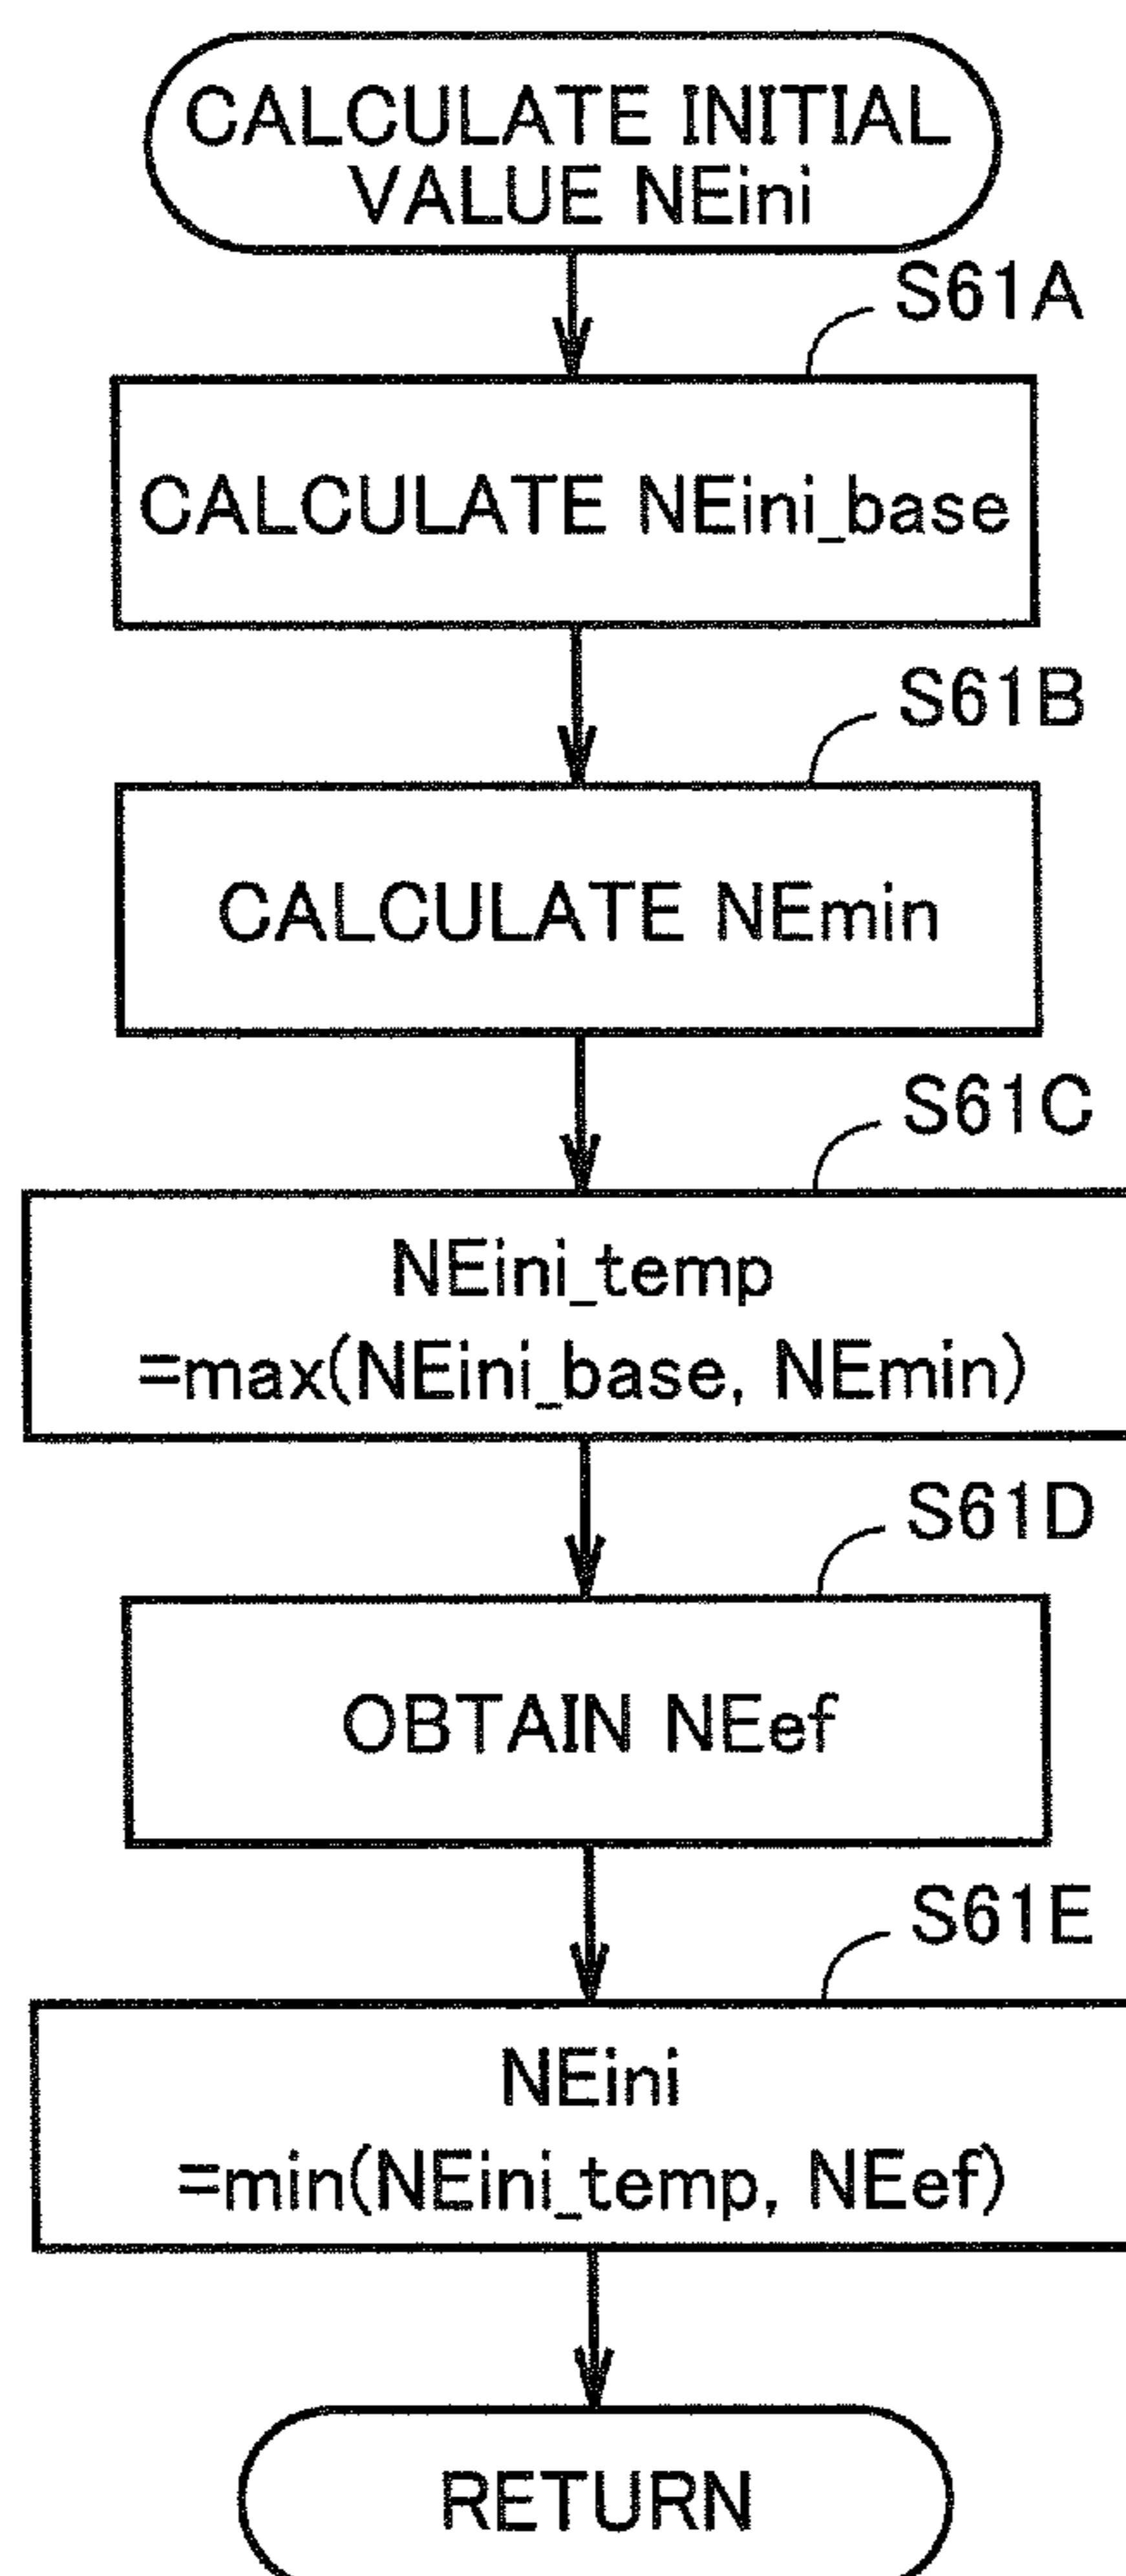 CALCULATE INITIAL
VALUE NEini
S61A
CALCULATE NEini_base
S61B
CALCULATE NEmin
S61C
NEini_temp
=max(NEini_base, NEmin)
S61D
OBTAIN NEef
S61E
NEini
=min(NEini_temp, NEef)
RETURN